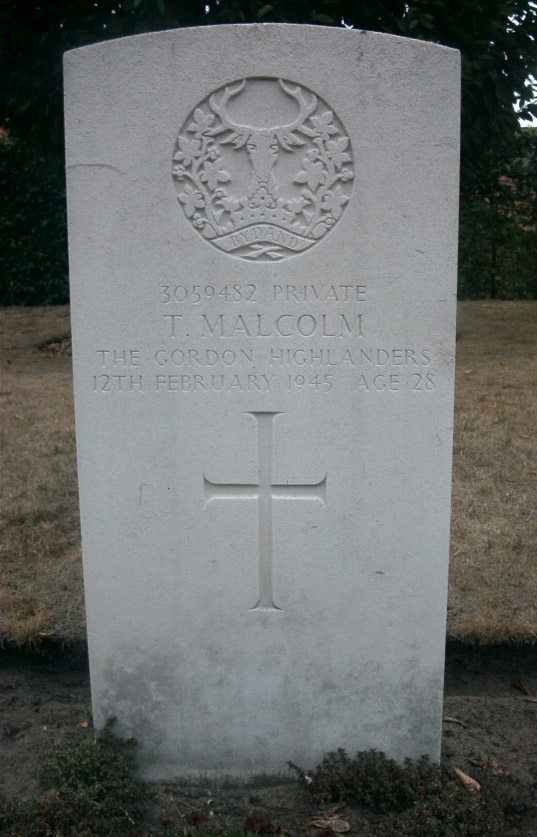 BYDAND
3059482 PRIVATE
T. MALCOLM
THE GORDON HIGHLANDERS
12TH FEBRUARY 1945 AGE 28